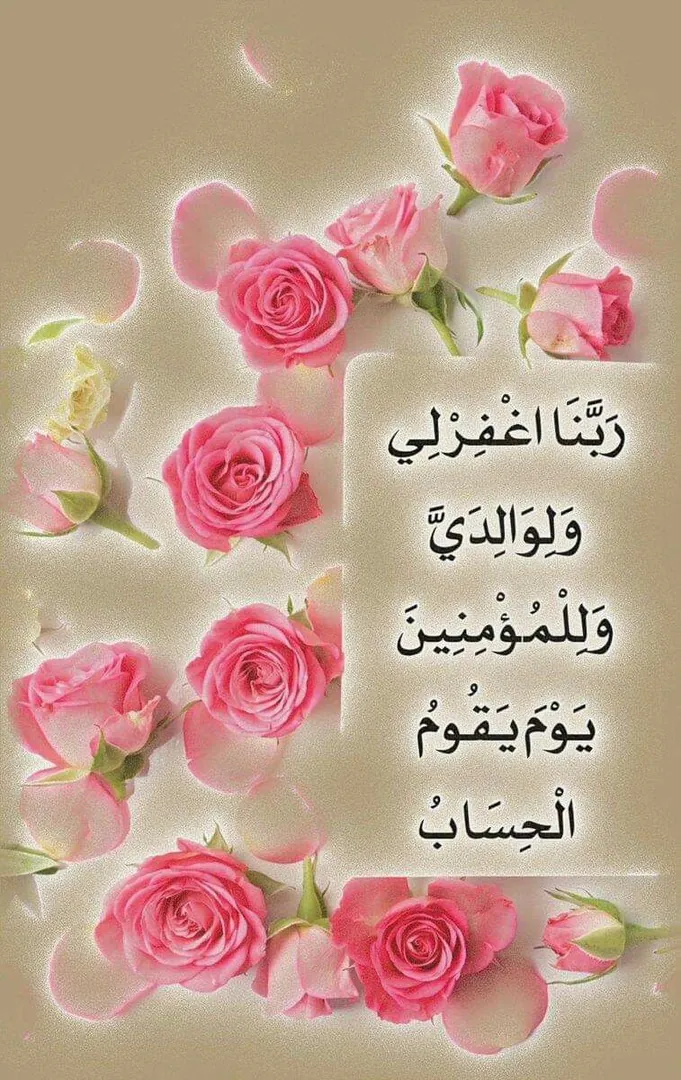 رَبَّنَا اغْفِرْ لِي
وَلِوَالِدَيَّ
وَلِلْمُؤْمِنِينَ
يَوْمَ يَقُومُ
الْحِسَابُ